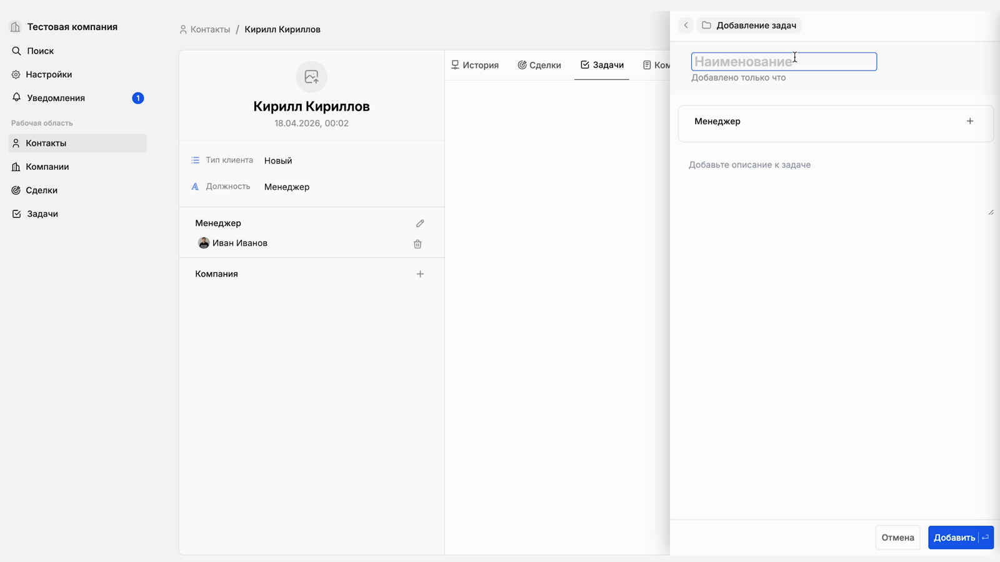 Тестовая компания
Поиск
Настройки
Уведомления 1
Рабочая область
Контакты
Компании
Сделки
Задачи
Контакты / Кирилл Кириллов
Кирилл Кириллов
18.04.2026, 00:02
Тип клиента Новый
Должность Менеджер
Менеджер
Иван Иванов
Компания
История Сделки Задачи Ком
Добавление задач
Наименование
Добавлено только что
Менеджер
Добавьте описание к задаче
Отмена Добавить